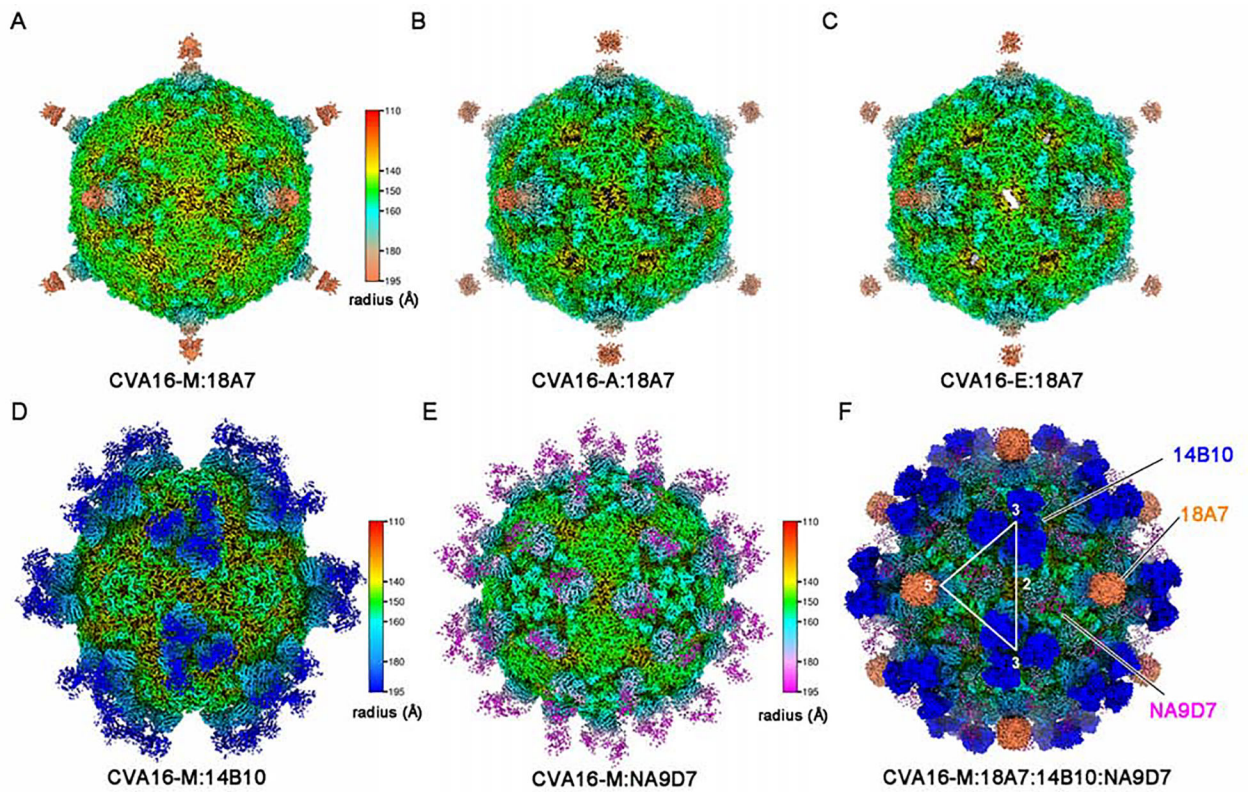 A
B
C
110
140
150
160
180
195
radius (Å)
CVA16-M:18A7
CVA16-A:18A7
CVA16-E:18A7
D
E
F
110
140
150
160
180
195
radius (Å)
110
140
150
160
180
195
radius (Å)
14B10
18A7
NA9D7
3
5
2
3
CVA16-M:14B10
CVA16-M:NA9D7
CVA16-M:18A7:14B10:NA9D7